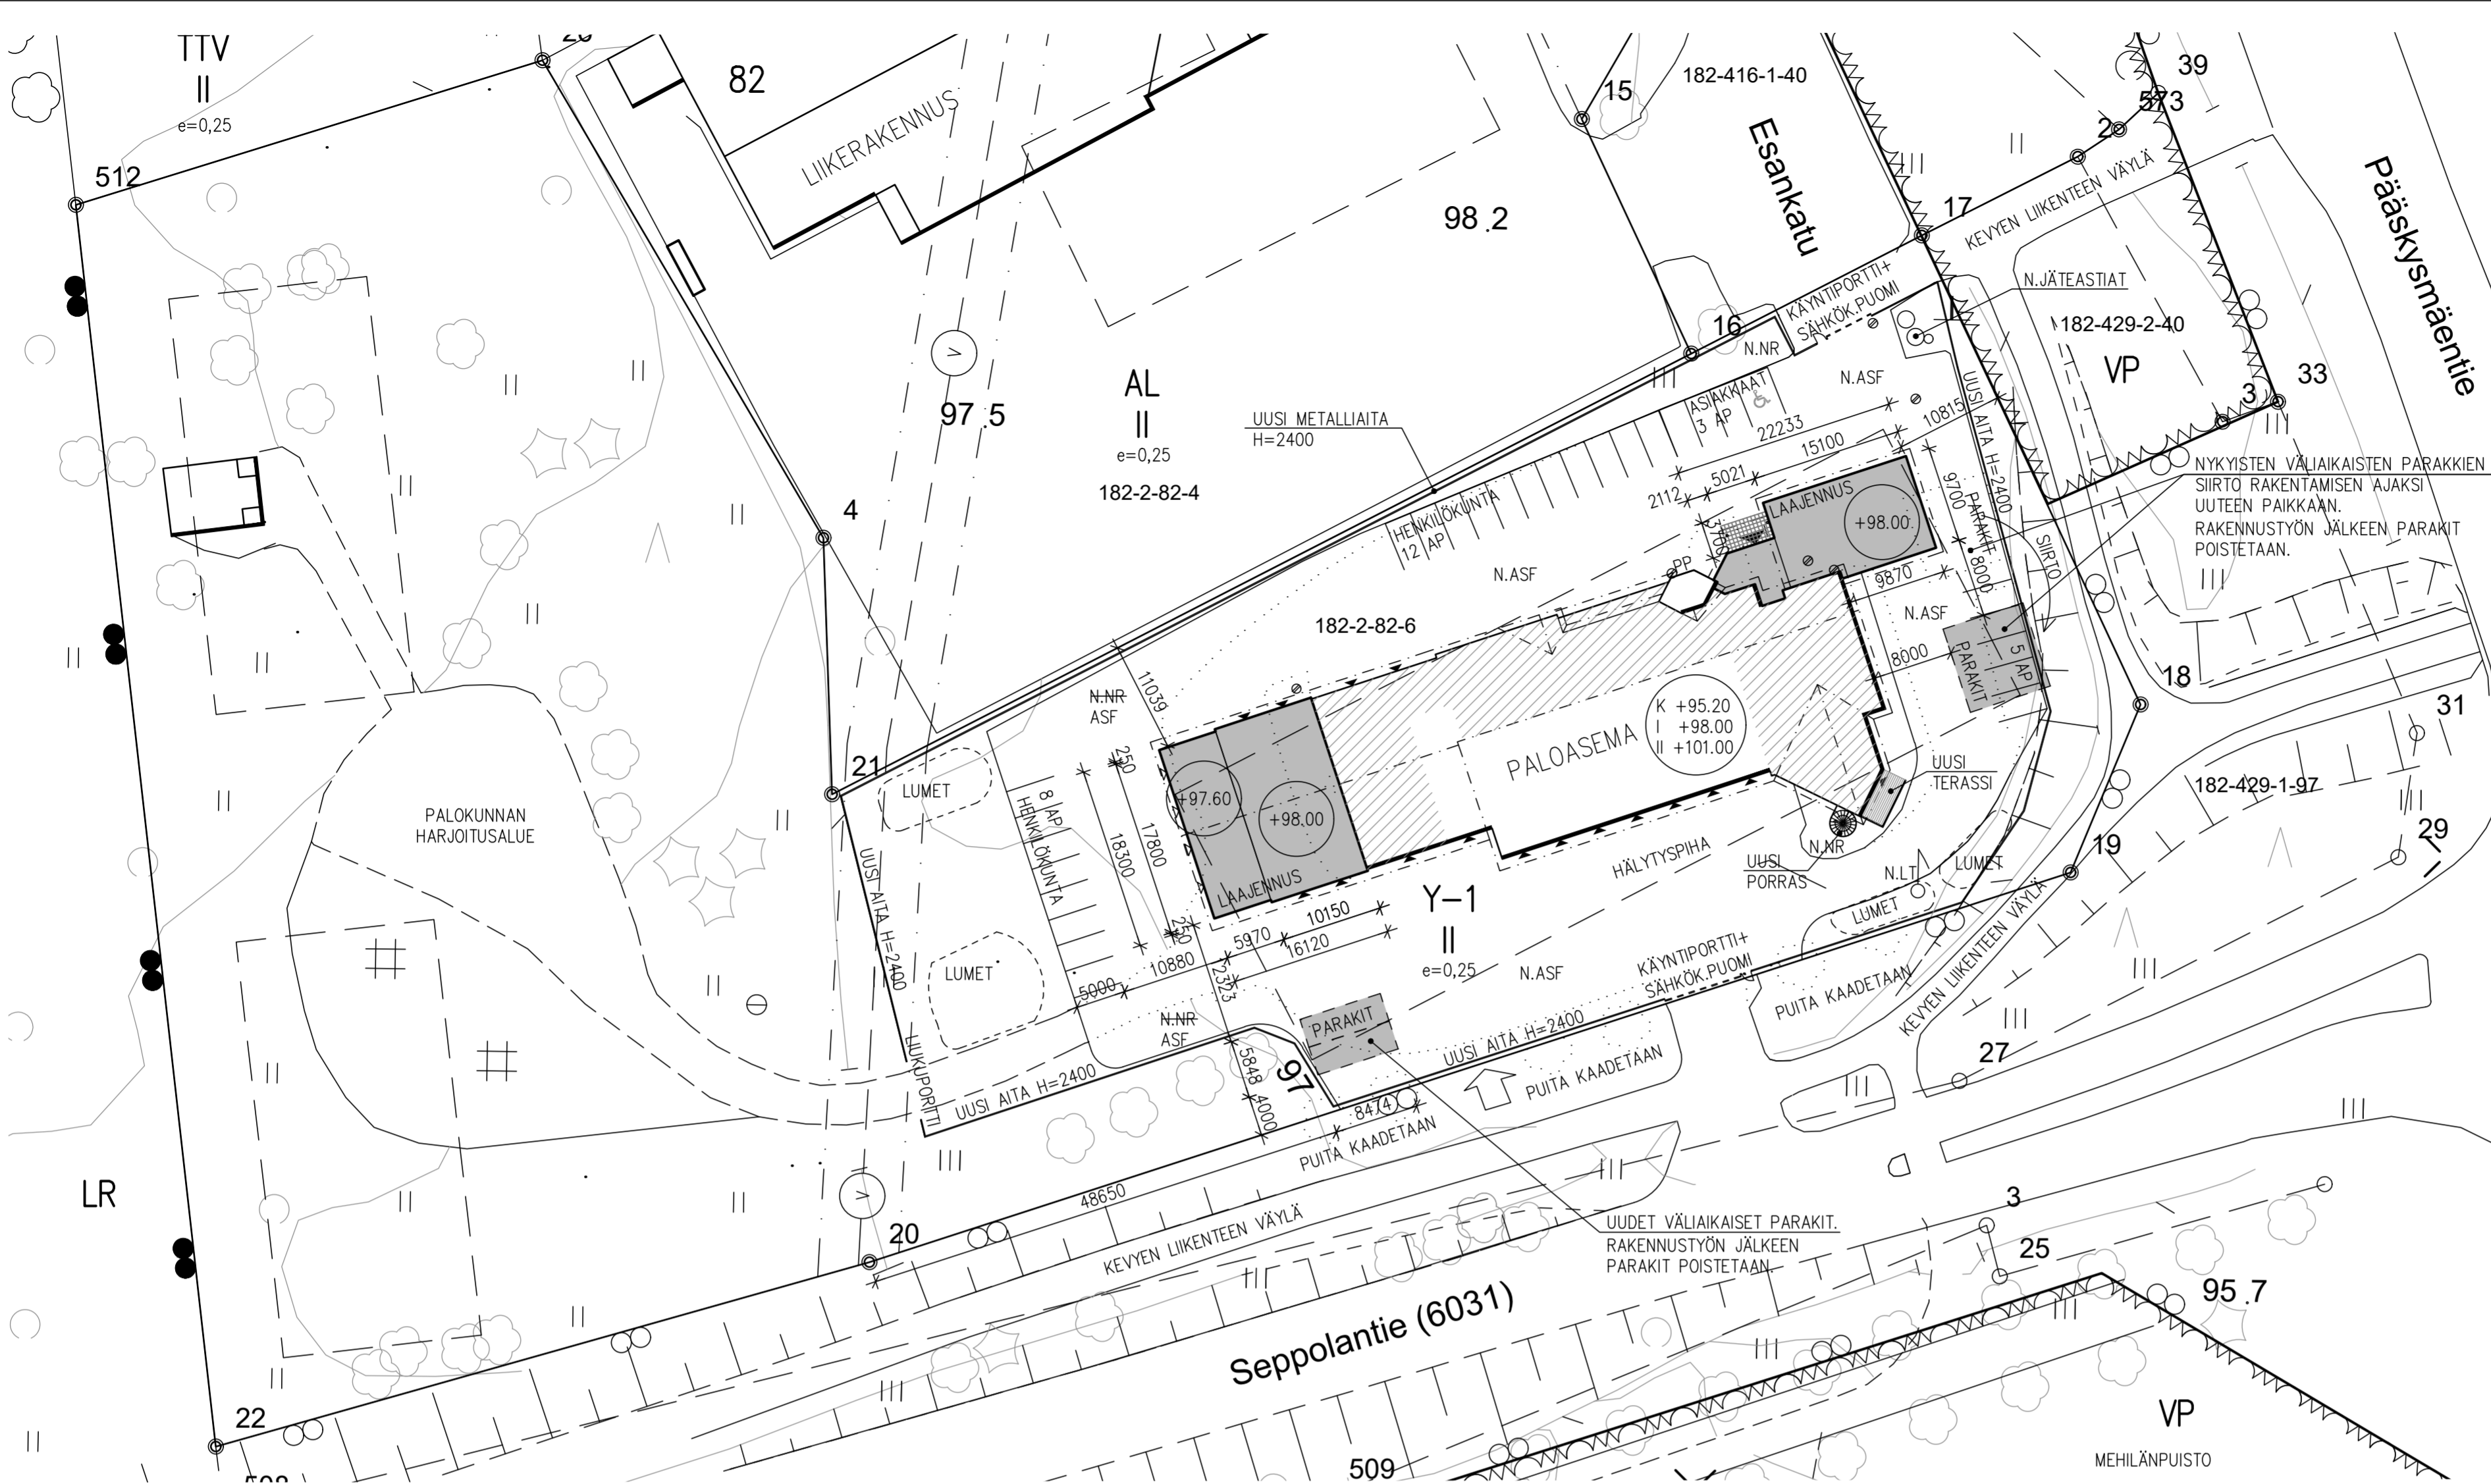 TTV
II
e=0,25
512
82
LIIKERAKENNUS
15
182-416-1-40
Esankatu
98.2
39
573
2
17
KEVYEN LIIKENTEEN VÄYLÄ
Pääskysmäentie
N.JÄTEASTIAT
182-429-2-40
VP
3
33
16
N.NR
KÄYNTIPORTTI+
SÄHKÖK.PUOMI
N.ASF
ASIAKKAAT
3 AP
AL
II
e=0,25
182-2-82-4
97.5
V
4
UUSI METALLIAITA
H=2400
HENKILÖKUNTA
12 AP
22233
10815
15100
5021
2112
3705
9700
PARAKIT
8000
SIIRTO
UUSI AITA H=2400
LAAJENNUS
+98.00
NYKYISTEN VÄLIAIKAISTEN PARAKKIEN
SIIRTO RAKENTAMISEN AJAKSI
UUTEEN PAIKKAAN.
RAKENNUSTYÖN JÄLKEEN PARAKIT
POISTETAAN.
N.ASF
PP
9870
N.ASF
8000
PARAKIT
5 AP
182-2-82-6
18
31
N.NR
ASF
11039
250
17800
18300
250
PALOASEMA
K +95.20
I +98.00
II +101.00
UUSI
TERASSI
182-429-1-97
29
21
LUMET
8 AP
HENKILÖKUNTA
+97.60
+98.00
LAAJENNUS
PALOKUNNAN
HARJOITUSALUE
HÄLYTYSPIHA
UUSI
PORRAS
N.NR
N.LT
LUMET
LUMET
19
UUSI AITA H=2400
LUMET
10150
5970
16120
10880
5000
12323
Y-1
II
e=0,25
N.ASF
KÄYNTIPORTTI+
SÄHKÖK.PUOMI
PUITA KAADETAAN
KEVYEN LIIKENTEEN VÄYLÄ
27
N.NR
ASF
PARAKIT
97
LIUKUPORTTI
UUSI AITA H=2400
UUSI AITA H=2400
5848
4000
8474
PUITA KAADETAAN
PUITA KAADETAAN
LR
V
20
48650
KEVYEN LIIKENTEEN VÄYLÄ
UUDET VÄLIAIKAISET PARAKIT.
RAKENNUSTYÖN JÄLKEEN
PARAKIT POISTETAAN.
3
25
95.7
Seppolantie (6031)
22
509
VP
MEHILÄNPUISTO